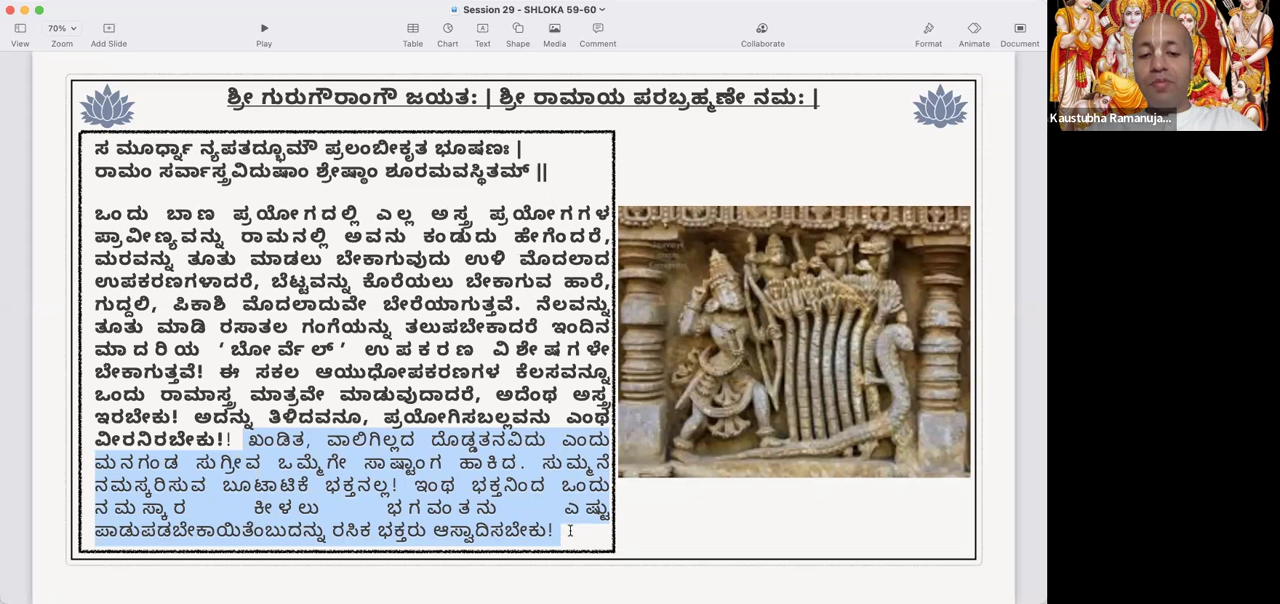 Session 29 - SHLOKA 59-60
70%
View
Zoom
Add Slide
Play
Table
Chart
Text
Shape
Media
Comment
Collaborate
Format
Animate
Document
ಶ್ರೀ ಗುರುಗೌರಾಂಗೌ ಜಯತ: | ಶ್ರೀ ರಾಮಾಯ ಪರಬ್ರಹ್ಮಣೇ ನಮ: |
ಸ ಮೂರ್ಧ್ನಾ ನ್ಯಪತದ್ಭೂಮೌ ಪ್ರಲಂಬೀಕೃತ ಭೂಷಣಃ |
ರಾಮಂ ಸರ್ವಾಸ್ತ್ರವಿದುಷಾಂ ಶ್ರೇಷ್ಠಾಂ ಶೂರಮವಸ್ಥಿತಮ್ ||
ಒಂದು ಬಾಣ ಪ್ರಯೋಗದಲ್ಲಿ ಎಲ್ಲ ಅಸ್ತ್ರ ಪ್ರಯೋಗಗಳ
ಪ್ರಾವೀಣ್ಯವನ್ನು ರಾಮನಲ್ಲಿ ಅವನು ಕಂಡುದು ಹೇಗೆಂದರೆ,
ಮರವನ್ನು ತೂತು ಮಾಡಲು ಬೇಕಾಗುವುದು ಉಳಿ ಮೊದಲಾದ
ಉಪಕರಣಗಳಾದರೆ, ಬೆಟ್ಟವನ್ನು ಕೊರೆಯಲು ಬೇಕಾಗುವ ಹಾರೆ,
ಗುದ್ದಲಿ, ಪಿಕಾಶಿ ಮೊದಲಾದುವೇ ಬೇರೆಯಾಗುತ್ತವೆ. ನೆಲವನ್ನು
ತೂತು ಮಾಡಿ ರಸಾತಲ ಗಂಗೆಯನ್ನು ತಲುಪಬೇಕಾದರೆ ಇಂದಿನ
ಮಾದರಿಯ 'ಬೋರ್ವೆಲ್' ಉಪಕರಣ ವಿಶೇಷಗಳೇ
ಬೇಕಾಗುತ್ತವೆ! ಈ ಸಕಲ ಆಯುಧೋಪಕರಣಗಳ ಕೆಲಸವನ್ನೂ
ಒಂದು ರಾಮಾಸ್ತ್ರ ಮಾತ್ರವೇ ಮಾಡುವುದಾದರೆ, ಅದೆಂಥ ಅಸ್ತ್ರ
ಇರಬೇಕು! ಅದನ್ನು ತಿಳಿದವನೂ, ಪ್ರಯೋಗಿಸಬಲ್ಲವನು ಎಂಥ
ವೀರನಿರಬೇಕು!! ಖಂಡಿತ, ವಾಲಿಗಿಲ್ಲದ ದೊಡ್ಡತನವಿದು ಎಂದು
ಮನಗಂಡ ಸುಗ್ರೀವ ಒಮ್ಮೆಗೇ ಸಾಷ್ಟಾಂಗ ಹಾಕಿದ. ಸುಮ್ಮನೆ
ನಮಸ್ಕರಿಸುವ ಬೂಟಾಟಿಕೆ ಭಕ್ತನಲ್ಲ! ಇಂಥ ಭಕ್ತನಿಂದ ಒಂದು
ನಮಸ್ಕಾರ ಕೀಳಲು ಭಗವಂತನು ಎಷ್ಟು
ಪಾಡುಪಡಬೇಕಾಯಿತೆಂಬುದನ್ನು ರಸಿಕ ಭಕ್ತರು ಆಸ್ವಾದಿಸಬೇಕು!
Kaustubha Ramanuja...